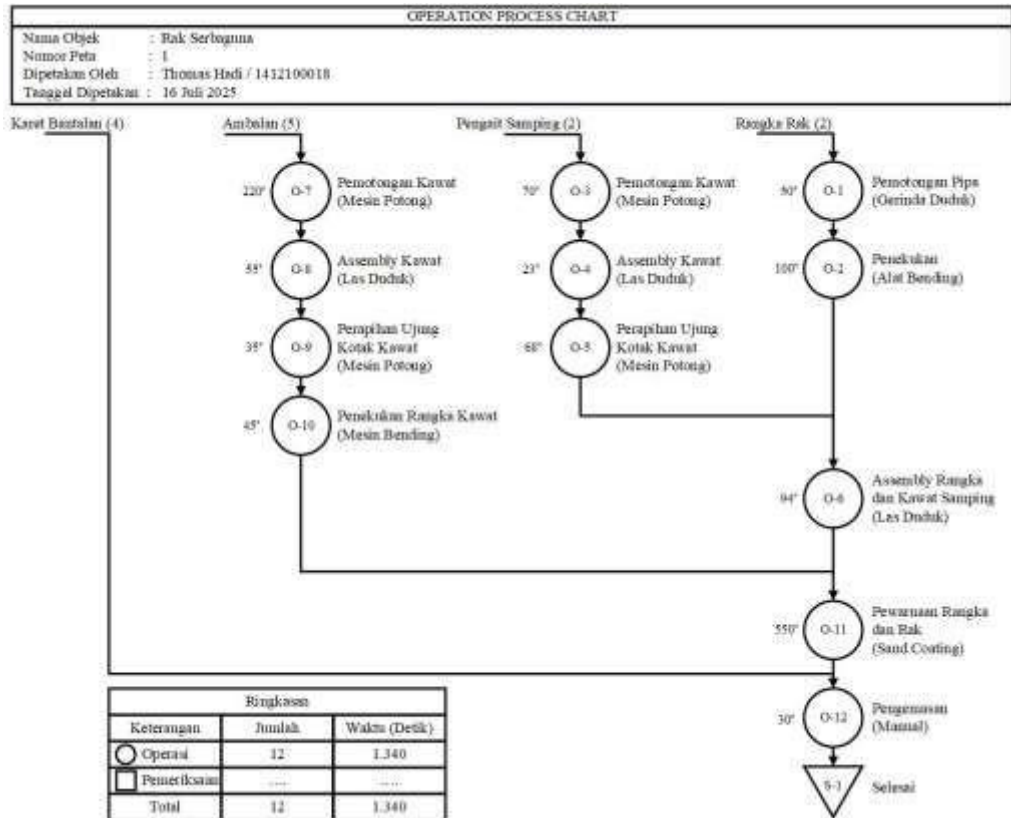 OPERATION PROCESS CHART
Nama Objek : Rak Serbaguna
Nomor Peta : 1
Dipetakan Oleh : Thomas Hadi / 1412100018
Tanggal Dipetakan : 16 Juli 2025
Karet Bantalan (4)
Ambalan (5)
Pengait Samping (2)
Rangka Rak (2)
220" O-7 Pemotongan Kawat
(Mesin Potong)
70" O-3 Pemotongan Kawat
(Mesin Potong)
O-1 Pemotongan Pipa
(Gerinda Duduk)
55" O-8 Assembly Kawat
(Las Duduk)
23" O-4 Assembly Kawat
(Las Duduk)
100" O-2 Penekukan
(Alat Bending)
35" O-9 Perapihan Ujung
Kotak Kawat
(Mesin Potong)
68" O-5 Perapihan Ujung
Kotak Kawat
(Mesin Potong)
45" O-10 Penekukan Rangka Kawat
(Mesin Bending)
O-6 Assembly Rangka
dan Kawat Samping
(Las Duduk)
550" O-11 Pewarnaan Rangka
dan Rak
(Sand Coating)
30" O-12 Pengemasan
(Manual)
S-1 Selesai
Ringkasan
Keterangan Jumlah Waktu (Detik)
Operasi 12 1.340
Pemeriksaan ..... .....
Total 12 1.340